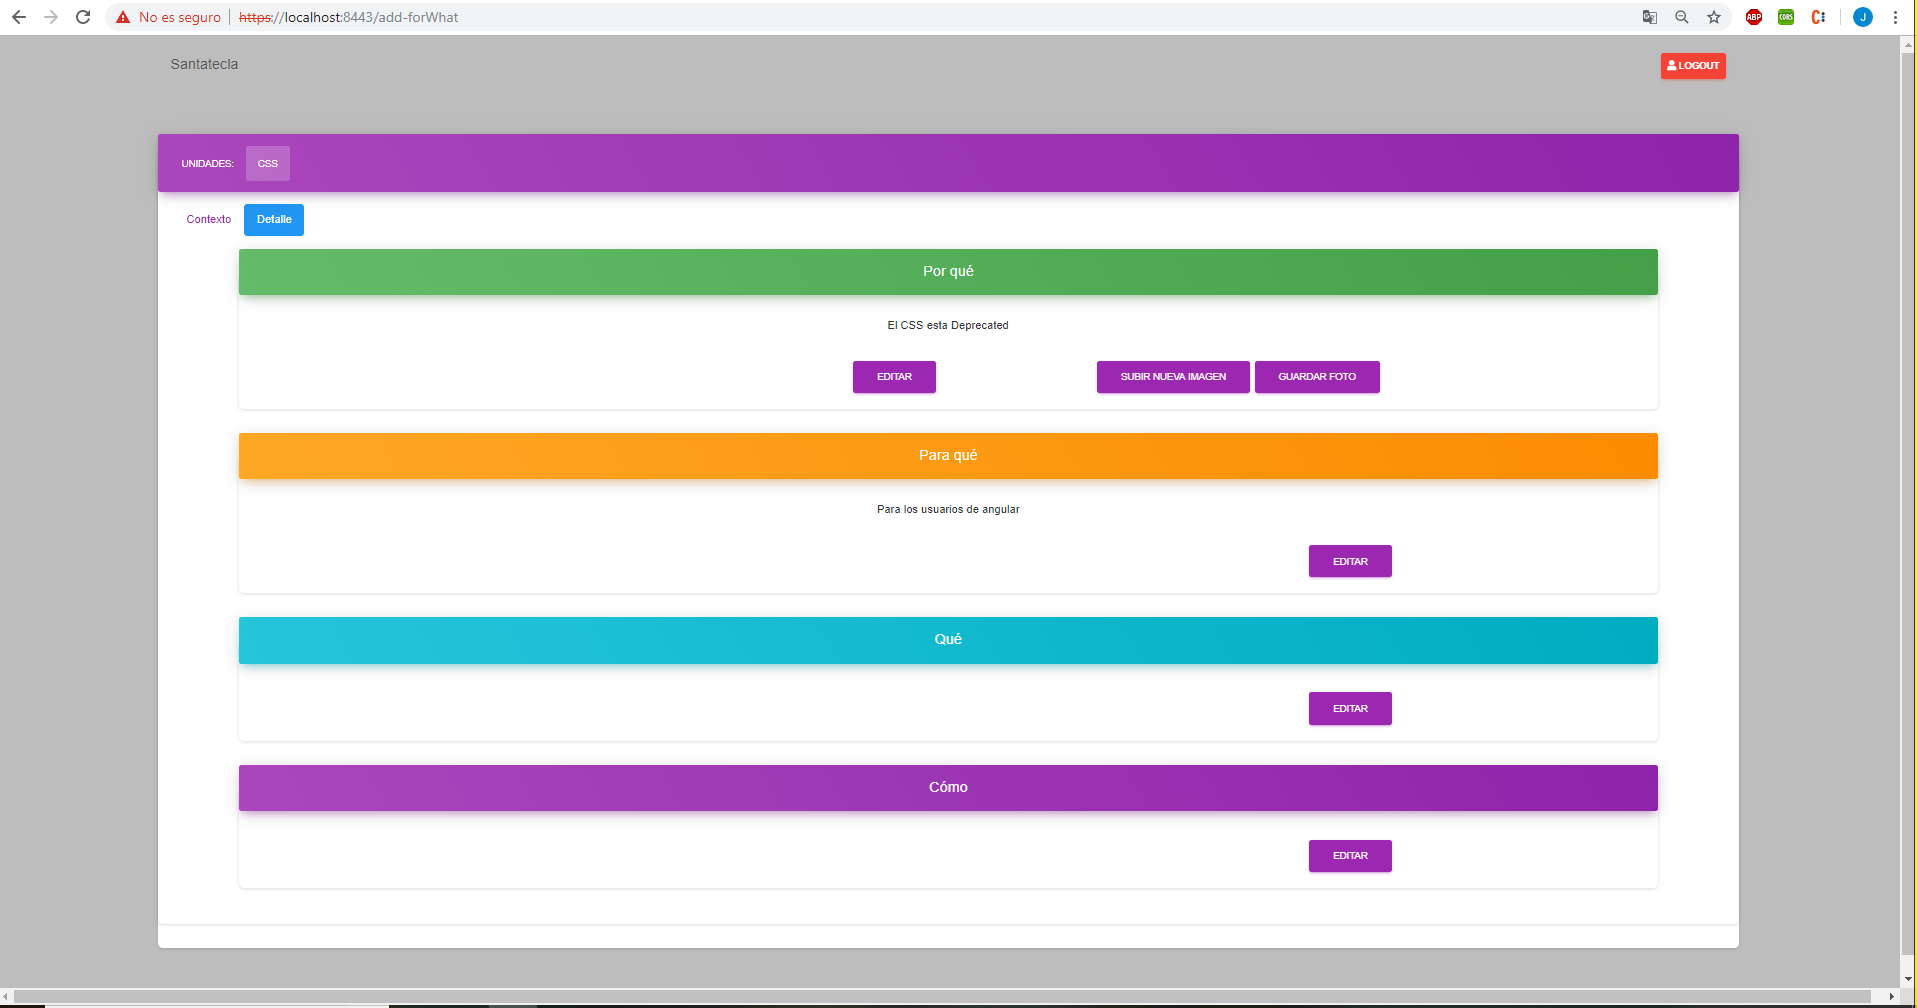 No es seguro https://localhost:8443/add-forWhat
ABP CORS C J
Santatecla
LOGOUT
UNIDADES: CSS
Contexto Detalle
Por qué
El CSS esta Deprecated
EDITAR SUBIR NUEVA IMAGEN GUARDAR FOTO
Para qué
Para los usuarios de angular
EDITAR
Qué
EDITAR
Cómo
EDITAR